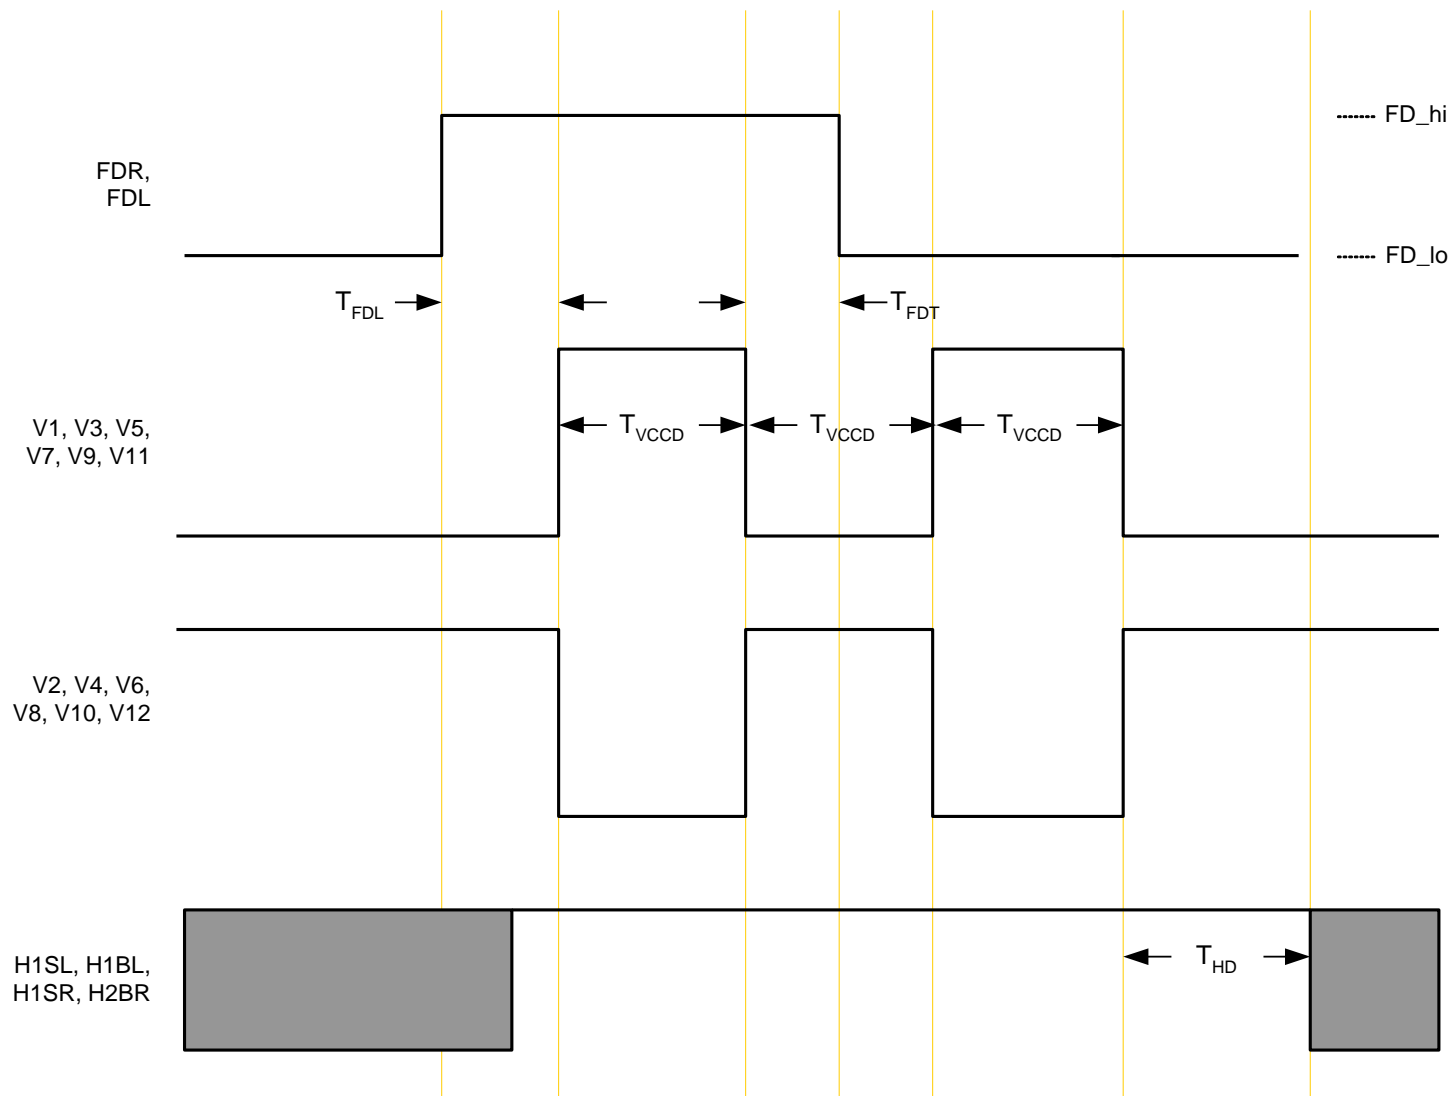 FD_hi
FDR,
FDL
FD_lo
TFDL
TFDT
V1, V3, V5,
V7, V9, V11
TVCCD
TVCCD
TVCCD
V2, V4, V6,
V8, V10, V12
H1SL, H1BL,
H1SR, H2BR
THD